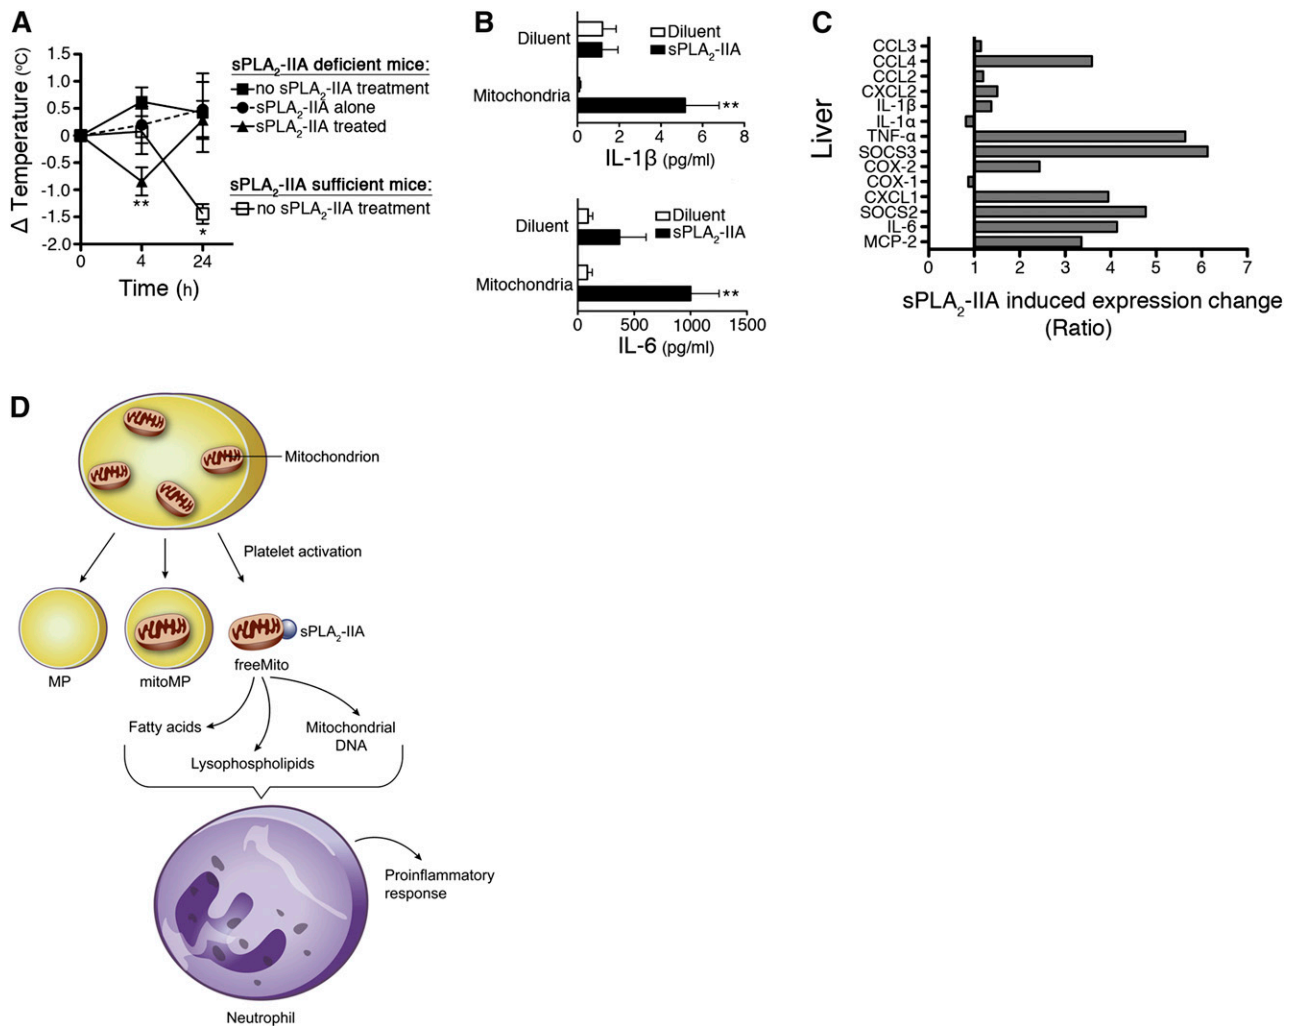 A
Δ Temperature (°C)
1.5
1.0
0.5
0
-0.5
-1.0
-1.5
-2.0
**
*
0
4
24
Time (h)
sPLA₂-IIA deficient mice:
no sPLA₂-IIA treatment
sPLA₂-IIA alone
sPLA₂-IIA treated
sPLA₂-IIA sufficient mice:
no sPLA₂-IIA treatment
B
Diluent
Mitochondria
Diluent
sPLA₂-IIA
**
0
2
4
6
8
IL-1β (pg/ml)
Diluent
Mitochondria
Diluent
sPLA₂-IIA
**
0
500
1000
1500
IL-6 (pg/ml)
C
Liver
CCL3
CCL4
CCL2
CXCL2
IL-1β
IL-1α
TNF-α
SOCS3
COX-2
COX-1
CXCL1
SOCS2
IL-6
MCP-2
0
1
2
3
4
5
6
7
sPLA₂-IIA induced expression change
(Ratio)
D
Mitochondrion
Platelet activation
MP
mitoMP
freeMito
sPLA₂-IIA
Fatty acids
Lysophospholipids
Mitochondrial
DNA
Proinflammatory
response
Neutrophil